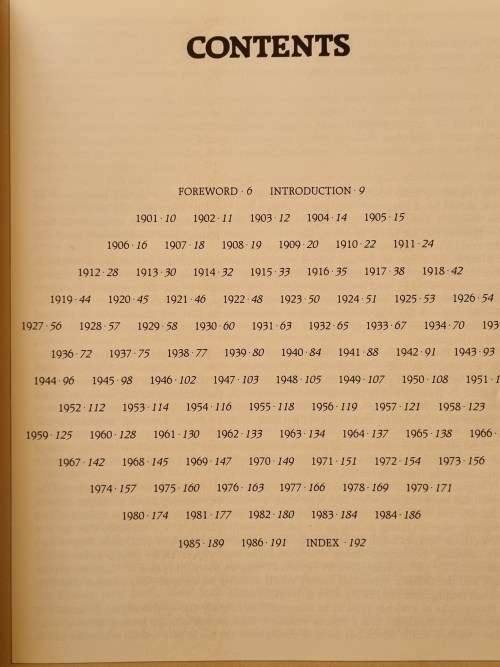 CONTENTS
FOREWORD · 6 INTRODUCTION · 9
1901 · 10 1902 · 11 1903 · 12 1904 · 14 1905 · 15
1906 · 16 1907 · 18 1908 · 19 1909 · 20 1910 · 22 1911 · 24
1912 · 28 1913 · 30 1914 · 32 1915 · 33 1916 · 35 1917 · 38 1918 · 42
1919 · 44 1920 · 45 1921 · 46 1922 · 48 1923 · 50 1924 · 51 1925 · 53 1926 · 54
1927 · 56 1928 · 57 1929 · 58 1930 · 60 1931 · 63 1932 · 65 1933 · 67 1934 · 70
1936 · 72 1937 · 75 1938 · 77 1939 · 80 1940 · 84 1941 · 88 1942 · 91 1943 · 93
1944 · 96 1945 · 98 1946 · 102 1947 · 103 1948 · 105 1949 · 107 1950 · 108 1951 ·
1952 · 112 1953 · 114 1954 · 116 1955 · 118 1956 · 119 1957 · 121 1958 · 123
1959 · 125 1960 · 128 1961 · 130 1962 · 133 1963 · 134 1964 · 137 1965 · 138 1966 ·
1967 · 142 1968 · 145 1969 · 147 1970 · 149 1971 · 151 1972 · 154 1973 · 156
1974 · 157 1975 · 160 1976 · 163 1977 · 166 1978 · 169 1979 · 171
1980 · 174 1981 · 177 1982 · 180 1983 · 184 1984 · 186
1985 · 189 1986 · 191 INDEX · 192